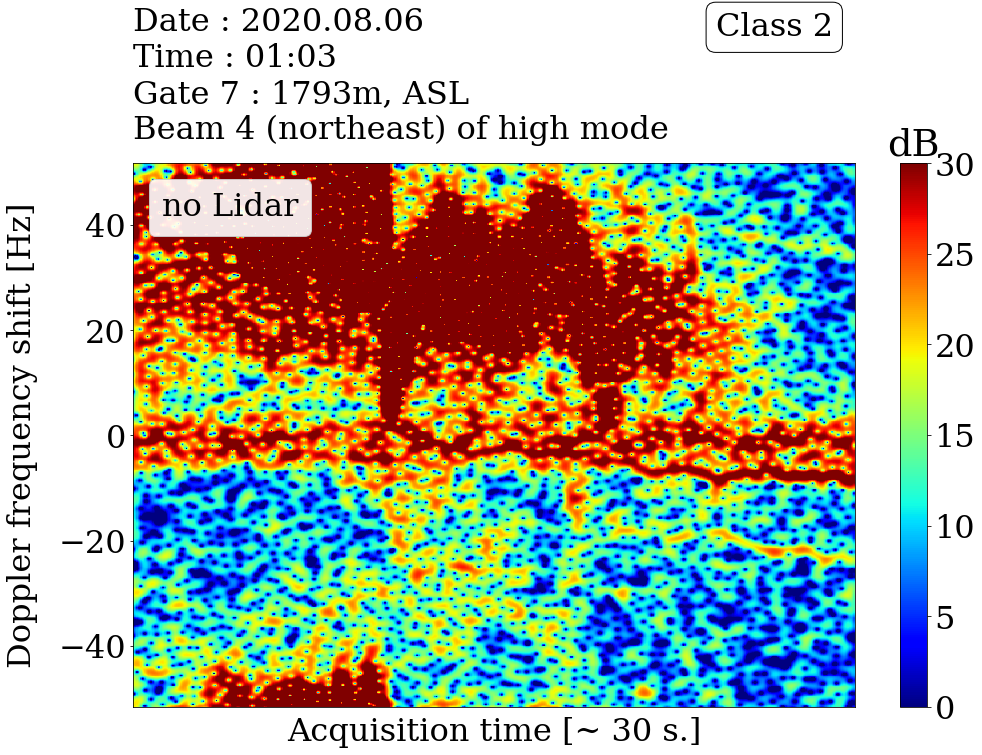 Date : 2020.08.06
Time : 01:03
Gate 7 : 1793m, ASL
Beam 4 (northeast) of high mode
Class 2
no Lidar
dB
30
25
20
15
10
5
0
Doppler frequency shift [Hz]
40
20
0
−20
−40
Acquisition time [~ 30 s.]